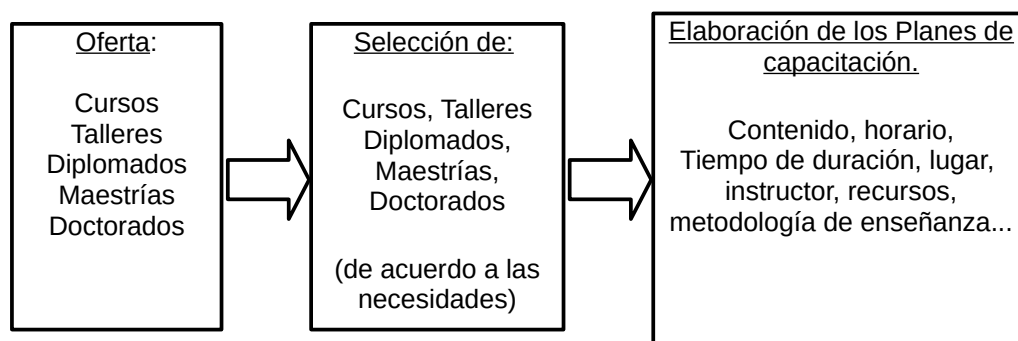 Oferta:
Cursos
Talleres
Diplomados
Maestrías
Doctorados
Selección de:
Cursos, Talleres
Diplomados,
Maestrías,
Doctorados
(de acuerdo a las
necesidades)
Elaboración de los Planes de
capacitación.
Contenido, horario,
Tiempo de duración, lugar,
instructor, recursos,
metodología de enseñanza...